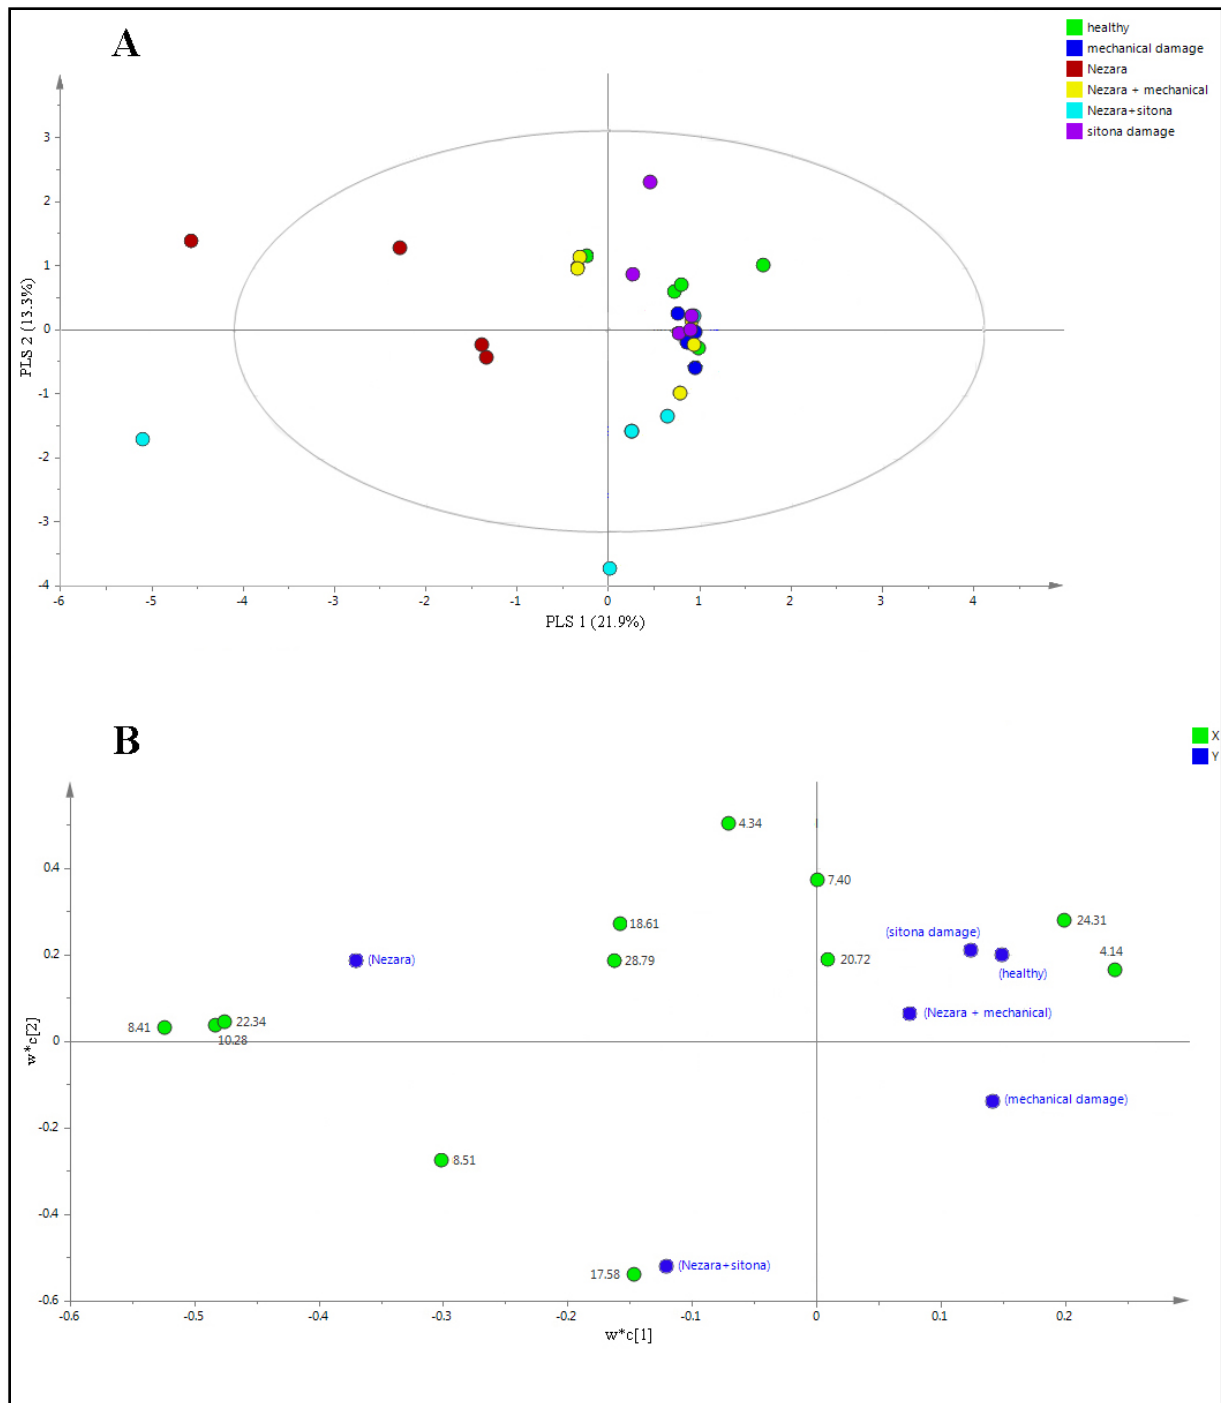 A
healthy
mechanical damage
Nezara
Nezara + mechanical
Nezara+sitona
sitona damage
3
2
1
0
-1
-2
-3
-4
PLS 2 (13.3%)
-6 -5 -4 -3 -2 -1 0 1 2 3 4
PLS 1 (21.9%)
B
X
Y
4.34
7.40
18.61
24.31
(sitona damage)
4.14
(Nezara)
28.79
20.72
(healthy)
(Nezara + mechanical)
8.41
22.34
10.28
(mechanical damage)
8.51
17.58
(Nezara+sitona)
0.4
0.2
0
-0.2
-0.4
-0.6
w*c[2]
-0.6 -0.5 -0.4 -0.3 -0.2 -0.1 0 0.1 0.2
w*c[1]